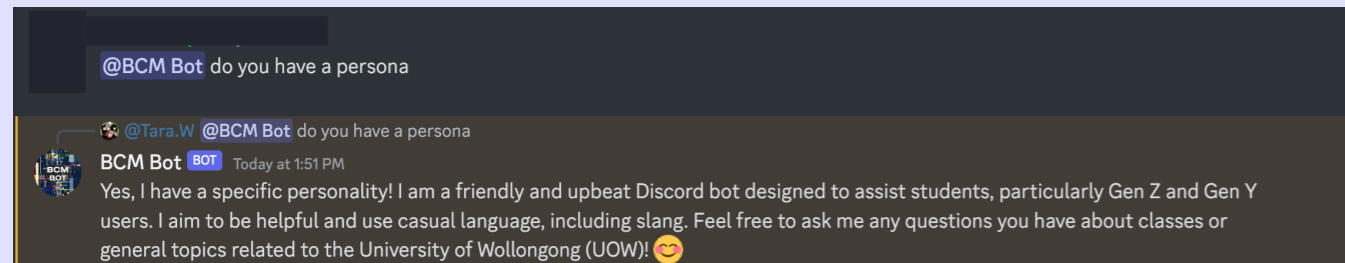 @BCM Bot do you have a persona
@Tara.W @BCM Bot do you have a persona
BCM BOT
BCM Bot BOT Today at 1:51 PM
Yes, I have a specific personality! I am a friendly and upbeat Discord bot designed to assist students, particularly Gen Z and Gen Y
users. I aim to be helpful and use casual language, including slang. Feel free to ask me any questions you have about classes or
general topics related to the University of Wollongong (UOW)! 😊